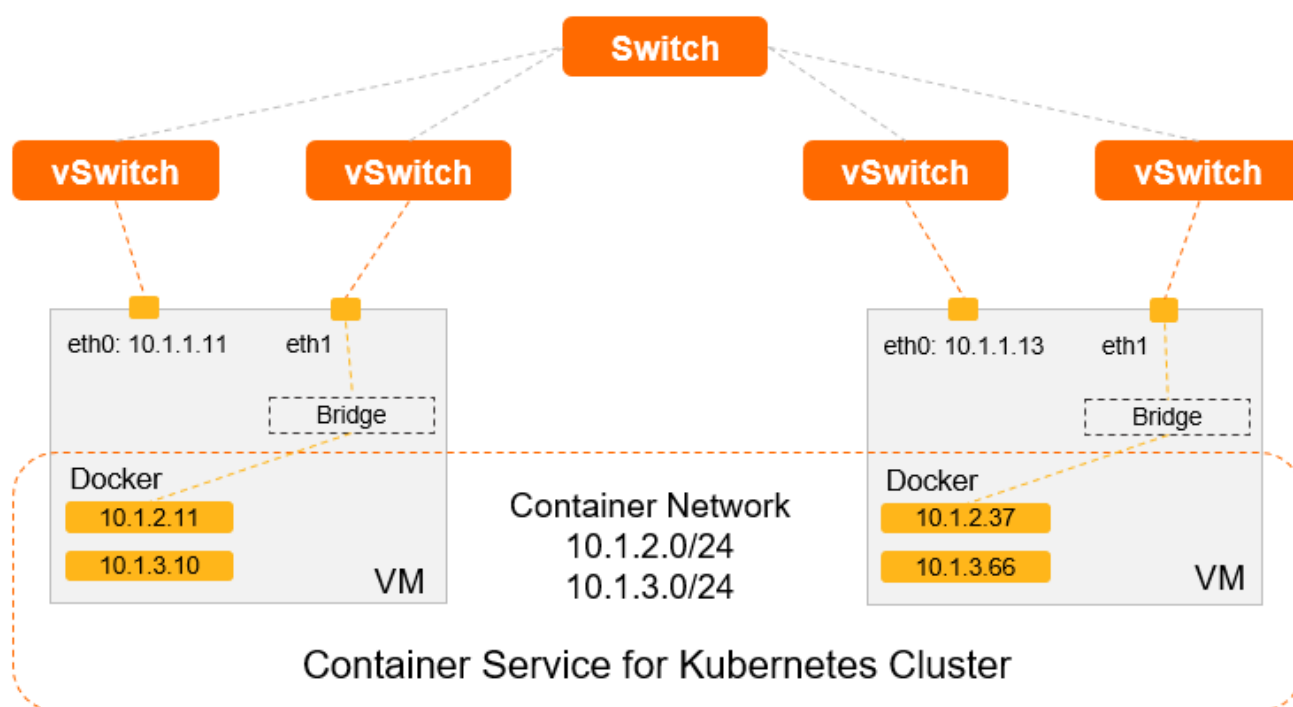 Switch
vSwitch
vSwitch
vSwitch
vSwitch
eth0: 10.1.1.11
eth1
Bridge
Docker
10.1.2.11
10.1.3.10
VM
Container Network
10.1.2.0/24
10.1.3.0/24
eth0: 10.1.1.13
eth1
Bridge
Docker
10.1.2.37
10.1.3.66
VM
Container Service for Kubernetes Cluster